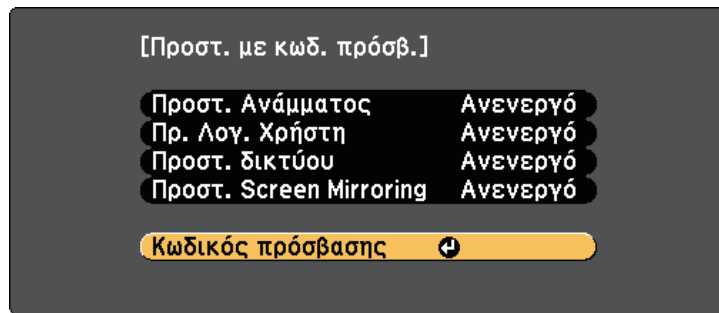 [Προστ. με κωδ. πρόσβ.]
Προστ. Ανάμματος Ανενεργό
Πρ. Λογ. Χρήστη Ανενεργό
Προστ. δικτύου Ανενεργό
Προστ. Screen Mirroring Ανενεργό
Κωδικός πρόσβασης